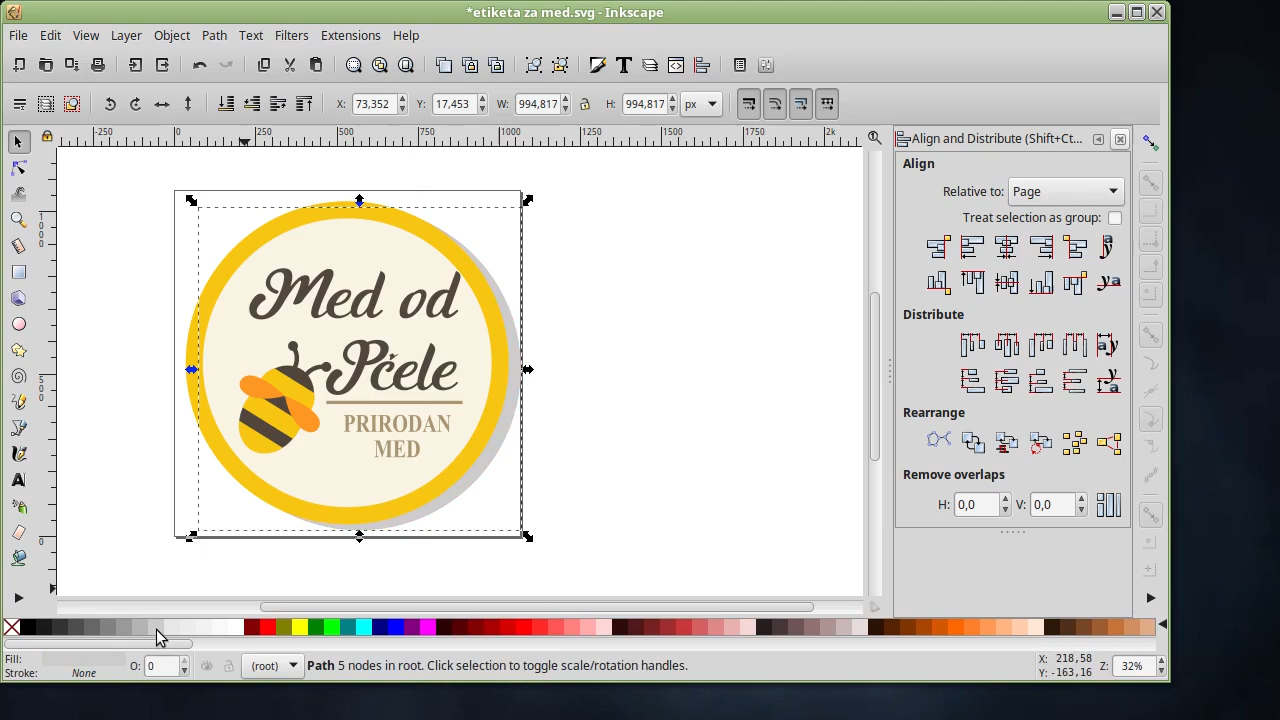 *etiketa za med.svg - Inkscape
File Edit View Layer Object Path Text Filters Extensions Help
X: 73,352 Y: 17,453 W: 994,817 H: 994,817 px
-250 0 250 500 750 1000 1250 1500 1750 2k
1000
500
0
Med od
Pčele
PRIRODAN
MED
Align and Distribute (Shift+Ct...
Align
Relative to: Page
Treat selection as group:
Distribute
Rearrange
Remove overlaps
H: 0,0 V: 0,0
Fill:
Stroke: None
O: 0
(root)
Path 5 nodes in root. Click selection to toggle scale/rotation handles.
X: 218,58
Y: -163,16
Z: 32%